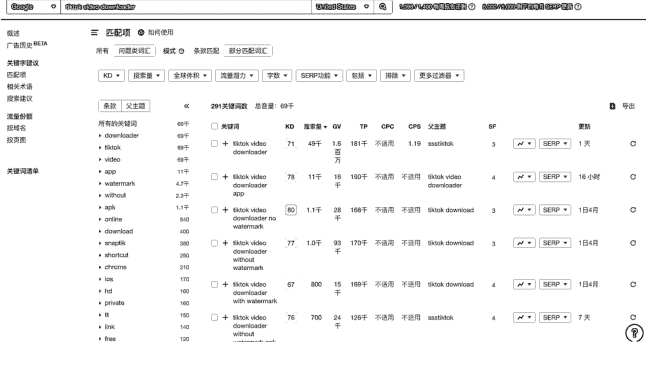 Google tiktok video downloader United States
概述
广告历史 BETA
关键字建议
匹配项
相关术语
搜索建议
流量份额
按域名
按页面
关键词清单
匹配项 如何使用
所有 问题类词汇 模式 条款匹配 部分匹配词汇
KD 搜索量 全球体积 流量潜力 字数 SERP功能 包括 排除 更多过滤器
条款 父主题
所有的关键词 69千
downloader 69千
tiktok 69千
video 69千
app 11千
watermark 4.7千
without 2.3千
apk 1.1千
online 540
download 400
snaptik 380
shortcut 250
chrome 210
ios 170
hd 160
private 160
tt 150
link 140
free 120
291关键词数 总音量: 69千 导出
关键词 KD 搜索量 GV TP CPC CPS 父主题 SF 更新
tiktok video downloader 71 49千 1.6百万 181千 不适用 1.19 ssstiktok 3 SERP 1 天
tiktok video downloader app 78 11千 16千 190千 不适用 不适用 tiktok video downloader 4 SERP 16 小时
tiktok video downloader no watermark 80 1.1千 28千 168千 不适用 不适用 tiktok download 3 SERP 1日4月
tiktok video downloader without watermark 77 1.0千 93千 170千 不适用 不适用 tiktok download 3 SERP 1日4月
tiktok video downloader with watermark 67 800 15千 169千 不适用 不适用 tiktok download 4 SERP 1日4月
tiktok video downloader without 76 700 24千 126千 不适用 不适用 ssstiktok 4 SERP 7 天